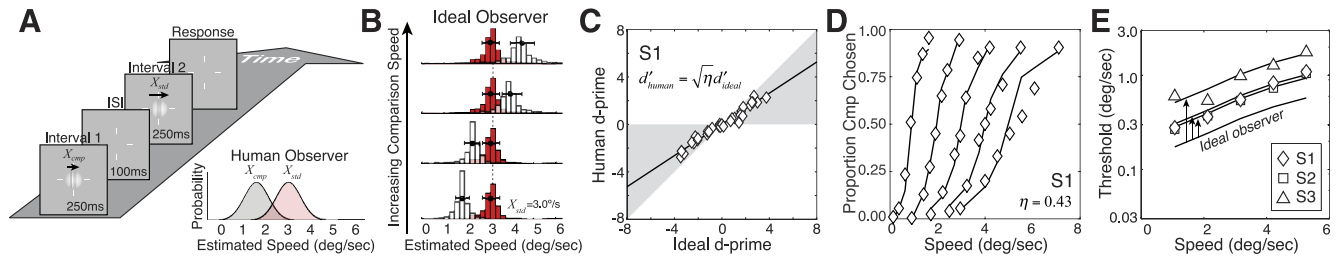 A
Response
Time
Interval 2
X_std
250ms
ISI
100ms
Interval 1
X_cmp
250ms
Human Observer
X_cmp X_std
Probability
0 1 2 3 4 5 6
Estimated Speed (deg/sec)
B
Ideal Observer
Increasing Comparison Speed
X_std=3.0°/s
0 1 2 3 4 5 6
Estimated Speed (deg/sec)
C
S1
d'_human = √η d'_ideal
Human d-prime
8
4
0
-4
-8
-8 -4 0 4 8
Ideal d-prime
D
Proportion Cmp Chosen
1.00
0.75
0.50
0.25
0.00
S1
η = 0.43
0 2 4 6 8
Speed (deg/sec)
E
Threshold (deg/sec)
3.0
1.0
0.3
0.1
0.03
Ideal observer
S1
S2
S3
0 2 4 6
Speed (deg/sec)